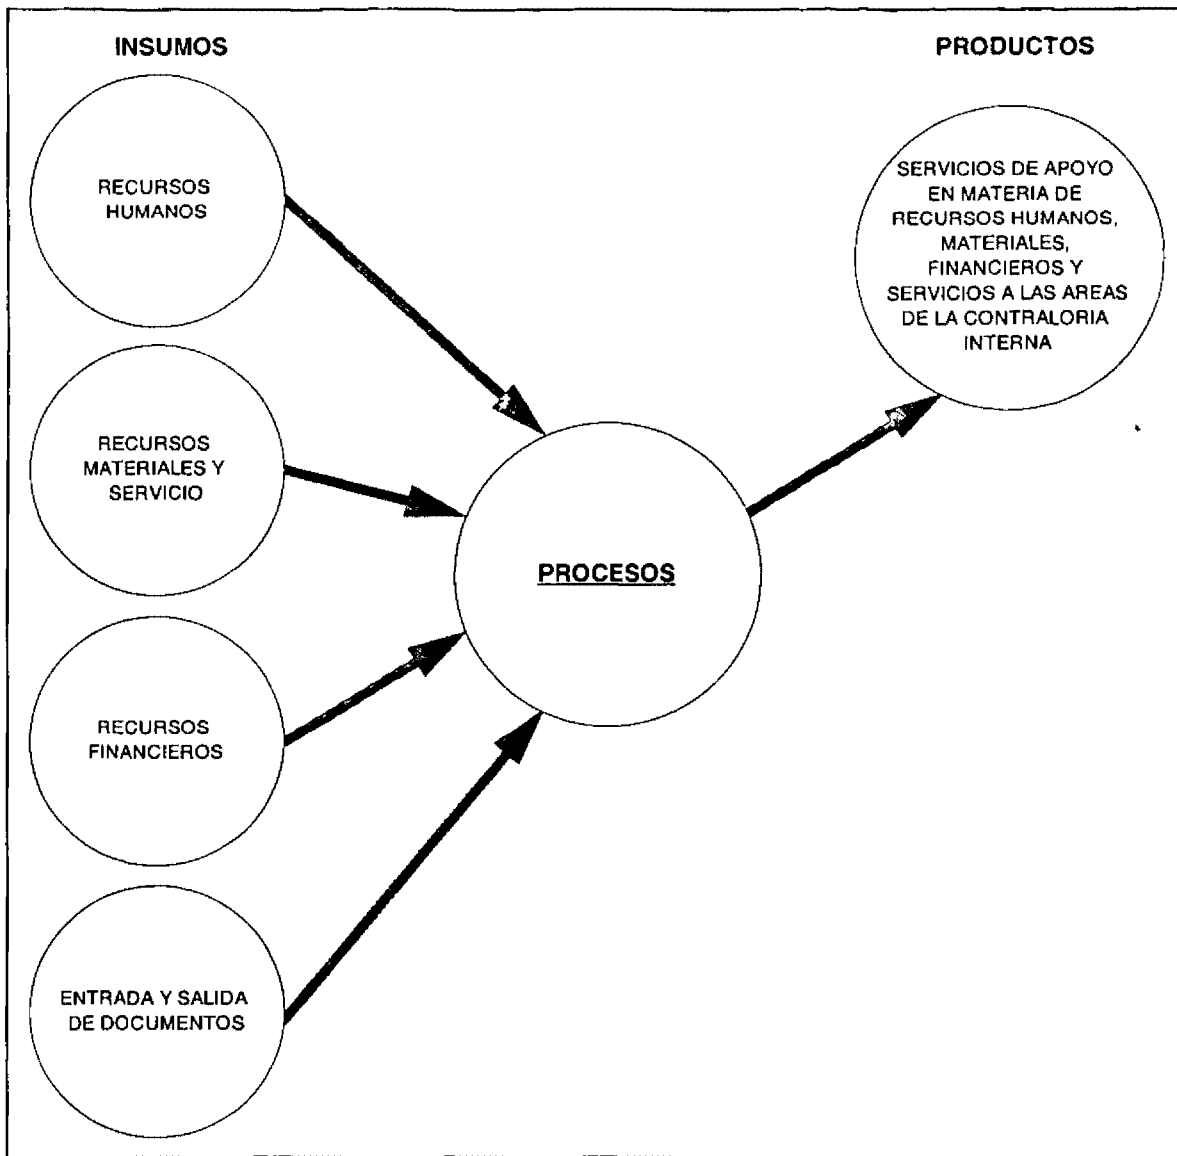 INSUMOS
PRODUCTOS
RECURSOS
HUMANOS
RECURSOS
MATERIALES Y
SERVICIO
RECURSOS
FINANCIEROS
ENTRADA Y SALIDA
DE DOCUMENTOS
PROCESOS
SERVICIOS DE APOYO
EN MATERIA DE
RECURSOS HUMANOS,
MATERIALES,
FINANCIEROS Y
SERVICIOS A LAS AREAS
DE LA CONTRALORIA
INTERNA